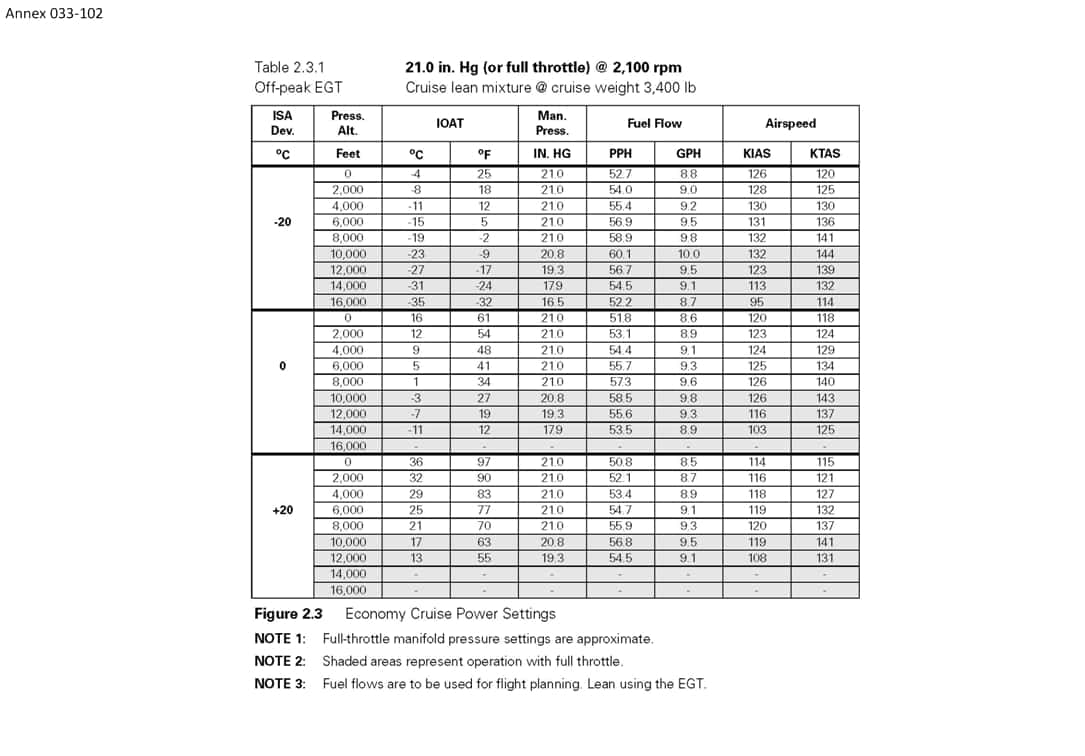 Annex 033-102
Table 2.3.1 21.0 in. Hg (or full throttle) @ 2,100 rpm
Off-peak EGT Cruise lean mixture @ cruise weight 3,400 lb
ISA Dev. Press. Alt. IOAT Man. Press. Fuel Flow Airspeed
ºC Feet ºC ºF IN. HG PPH GPH KIAS KTAS
0 -4 25 21.0 52.7 8.8 126 120
2,000 -8 18 21.0 54.0 9.0 128 125
4,000 -11 12 21.0 55.4 9.2 130 130
-20 6,000 -15 5 21.0 56.9 9.5 131 136
8,000 -19 -2 21.0 58.9 9.8 132 141
10,000 -23 -9 20.8 60.1 10.0 132 144
12,000 -27 -17 19.3 56.7 9.5 123 139
14,000 -31 -24 17.9 54.5 9.1 113 132
16,000 -35 -32 16.5 52.2 8.7 95 114
0 16 61 21.0 51.8 8.6 120 118
2,000 12 54 21.0 53.1 8.9 123 124
4,000 9 48 21.0 54.4 9.1 124 129
0 6,000 5 41 21.0 55.7 9.3 125 134
8,000 1 34 21.0 57.3 9.6 126 140
10,000 -3 27 20.8 58.5 9.8 126 143
12,000 -7 19 19.3 55.6 9.3 116 137
14,000 -11 12 17.9 53.5 8.9 103 125
16,000 - - - - - - -
0 36 97 21.0 50.8 8.5 114 115
2,000 32 90 21.0 52.1 8.7 116 121
4,000 29 83 21.0 53.4 8.9 118 127
+20 6,000 25 77 21.0 54.7 9.1 119 132
8,000 21 70 21.0 55.9 9.3 120 137
10,000 17 63 20.8 56.8 9.5 119 141
12,000 13 55 19.3 54.5 9.1 108 131
14,000 - - - - - - -
16,000 - - - - - - -
Figure 2.3 Economy Cruise Power Settings
NOTE 1: Full-throttle manifold pressure settings are approximate.
NOTE 2: Shaded areas represent operation with full throttle.
NOTE 3: Fuel flows are to be used for flight planning. Lean using the EGT.